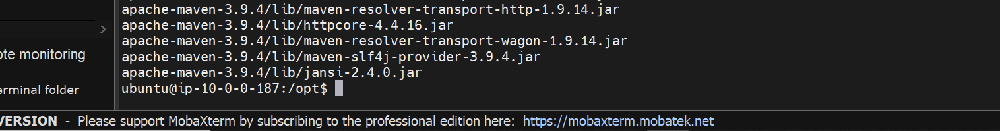 apache-maven-3.9.4/lib/maven-resolver-transport-http-1.9.14.jar
apache-maven-3.9.4/lib/httpcore-4.4.16.jar
apache-maven-3.9.4/lib/maven-resolver-transport-wagon-1.9.14.jar
apache-maven-3.9.4/lib/maven-slf4j-provider-3.9.4.jar
apache-maven-3.9.4/lib/jansi-2.4.0.jar
ubuntu@ip-10-0-0-187:/opt$
monitoring
folder
VERSION - Please support MobaXterm by subscribing to the professional edition here: https://mobaxterm.mobatek.net